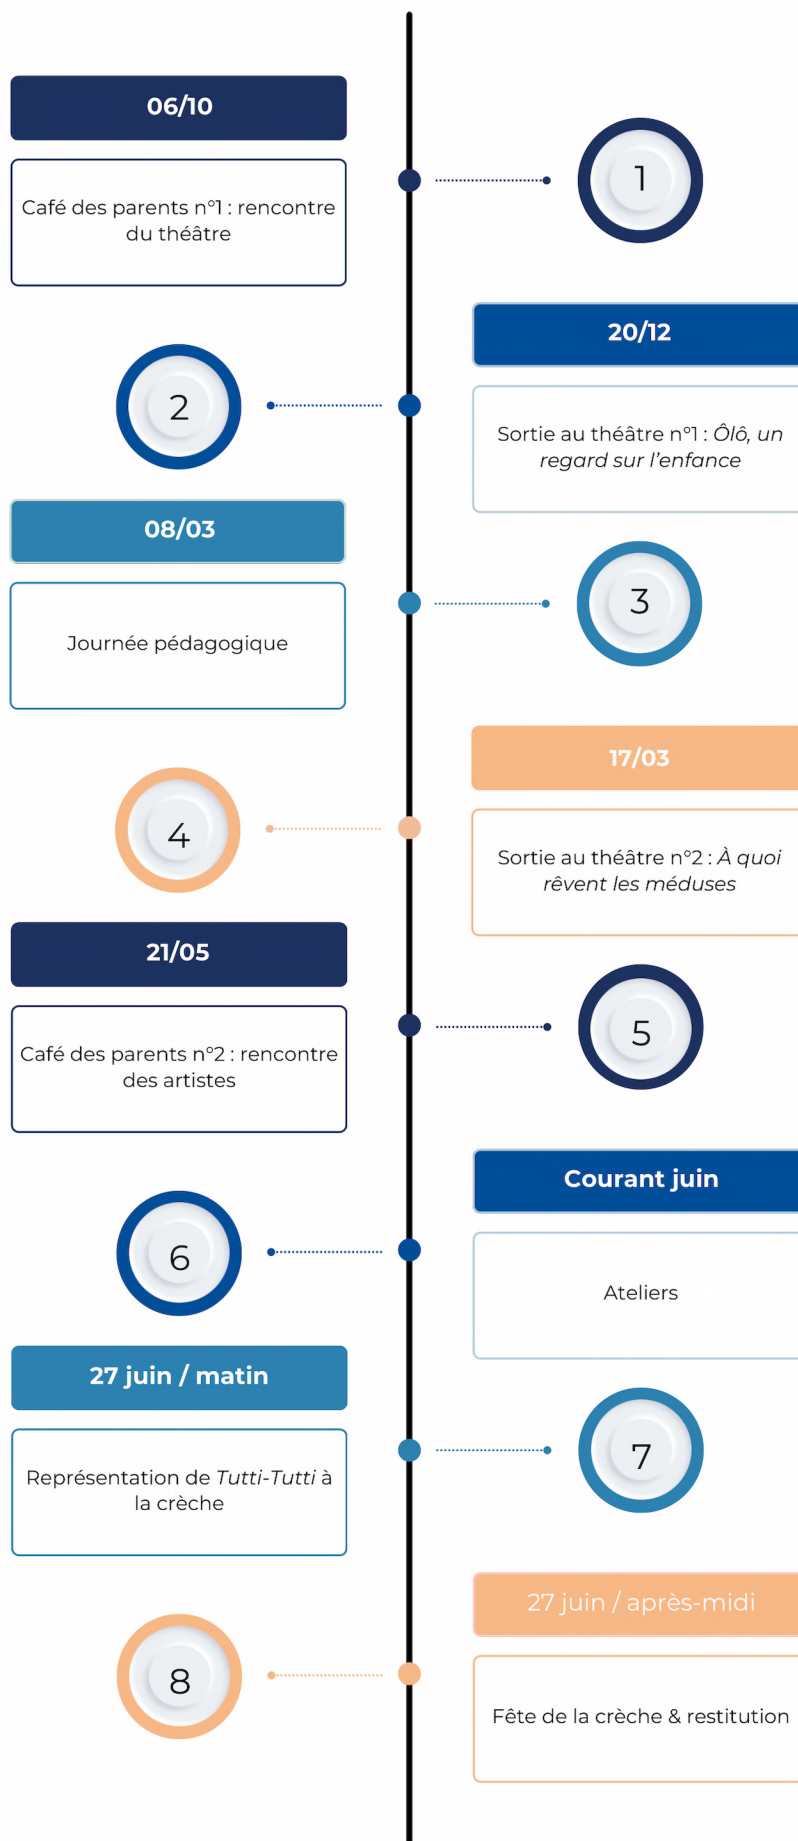 06/10
1
Café des parents n°1 : rencontre
du théâtre
20/12
2
Sortie au théâtre n°1 : Ôlô, un
regard sur l'enfance
08/03
3
Journée pédagogique
17/03
4
Sortie au théâtre n°2 : À quoi
rêvent les méduses
21/05
5
Café des parents n°2 : rencontre
des artistes
Courant juin
6
Ateliers
27 juin / matin
7
Représentation de Tutti-Tutti à
la crèche
27 juin / après-midi
8
Fête de la crèche & restitution